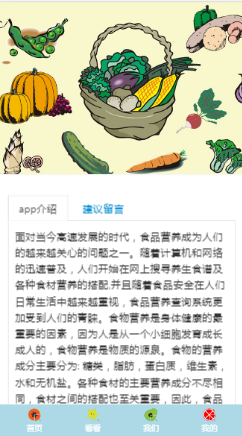 app介绍
建议留言
面对当今高速发展的时代，食品营养成为人们
的越来越关心的问题之一。随着计算机和网络
的迅速普及，人们开始在网上搜寻养生食谱及
各种食材营养的搭配.并且随着食品安全在人们
日常生活中越来越重视，食品营养查询系统更
加受到人们的青睐。食物营养是身体健康的最
重要的因素，因为人是从一个小细胞发育成长
成人的，食物营养是物质的源泉。食物的营养
成分主要分为: 糖类，脂肪，蛋白质，维生素，
水和无机盐。各种食材的主要营养成分不尽相
同，食材之间的搭配也至关重要，因此，食品
首页
看看
我们
我的